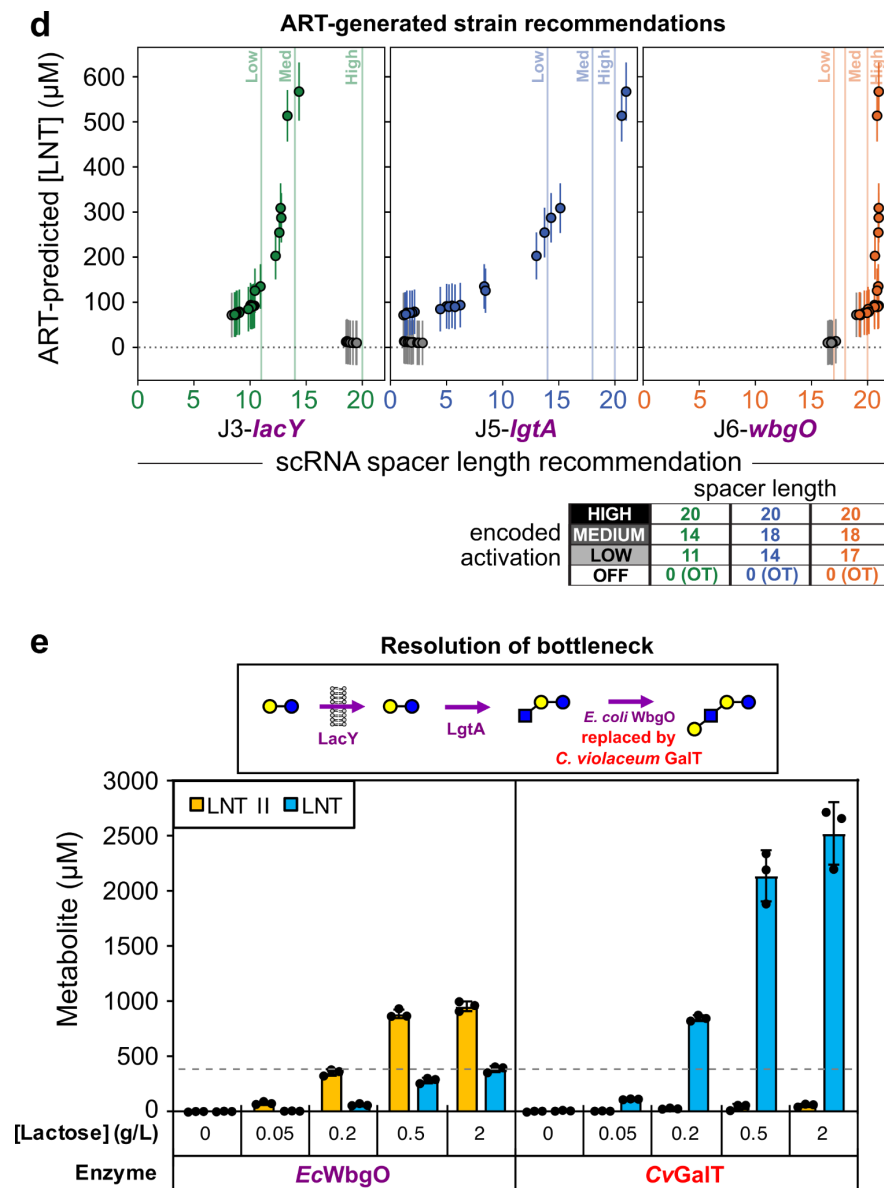 d
ART-generated strain recommendations
ART-predicted [LNT] (µM)
600
500
400
300
200
100
0
Low
Med
High
Low
Med
High
Low
Med
High
0 5 10 15 20
0 5 10 15 20
0 5 10 15 20
J3-lacY
J5-lgtA
J6-wbgO
scRNA spacer length recommendation
spacer length
encoded activation
HIGH 20 20 20
MEDIUM 14 18 18
LOW 11 14 17
OFF 0 (OT) 0 (OT) 0 (OT)
e
Resolution of bottleneck
LacY
LgtA
E. coli WbgO
replaced by
C. violaceum GalT
Metabolite (µM)
3000
2500
2000
1500
1000
500
0
LNT II LNT
[Lactose] (g/L) 0 0.05 0.2 0.5 2 0 0.05 0.2 0.5 2
Enzyme EcWbgO CvGalT